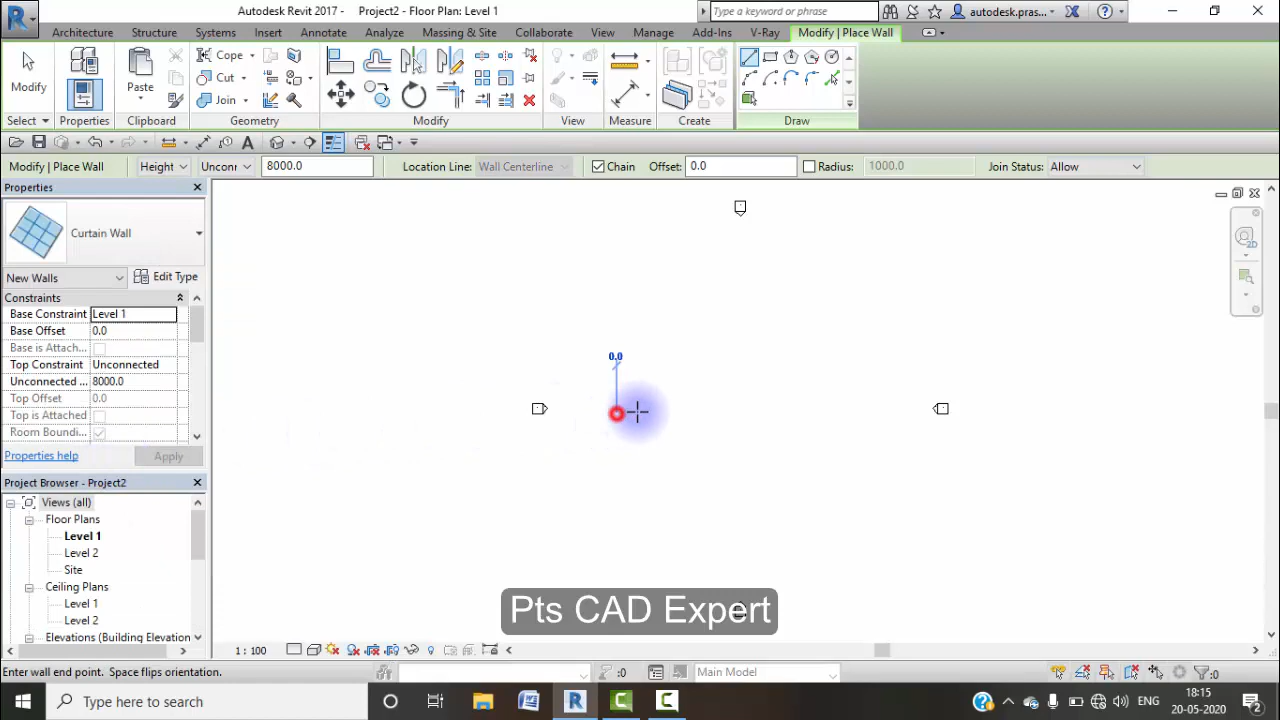 Autodesk Revit 2017 - Project2 - Floor Plan: Level 1
Type a keyword or phrase
autodesk.pras...
Architecture Structure Systems Insert Annotate Analyze Massing & Site Collaborate View Manage Add-Ins V-Ray Modify | Place Wall
Modify Paste Cope Cut Join
Select Properties Clipboard Geometry Modify View Measure Create Draw
Modify | Place Wall Height Unconr 8000.0 Location Line: Wall Centerline Chain Offset: 0.0 Radius: 1000.0 Join Status: Allow
Properties
Curtain Wall
New Walls Edit Type
Constraints
Base Constraint Level 1
Base Offset 0.0
Base is Attach...
Top Constraint Unconnected
Unconnected ... 8000.0
Top Offset 0.0
Top is Attached
Room Boundi...
Properties help Apply
Project Browser - Project2
Views (all)
Floor Plans
Level 1
Level 2
Site
Ceiling Plans
Level 1
Level 2
Elevations (Building Elevation
0.0
2D
Pts CAD Expert
1 : 100
Enter wall end point. Space flips orientation.
:0
Main Model
:0
Type here to search
ENG
18:15
20-05-2020
2